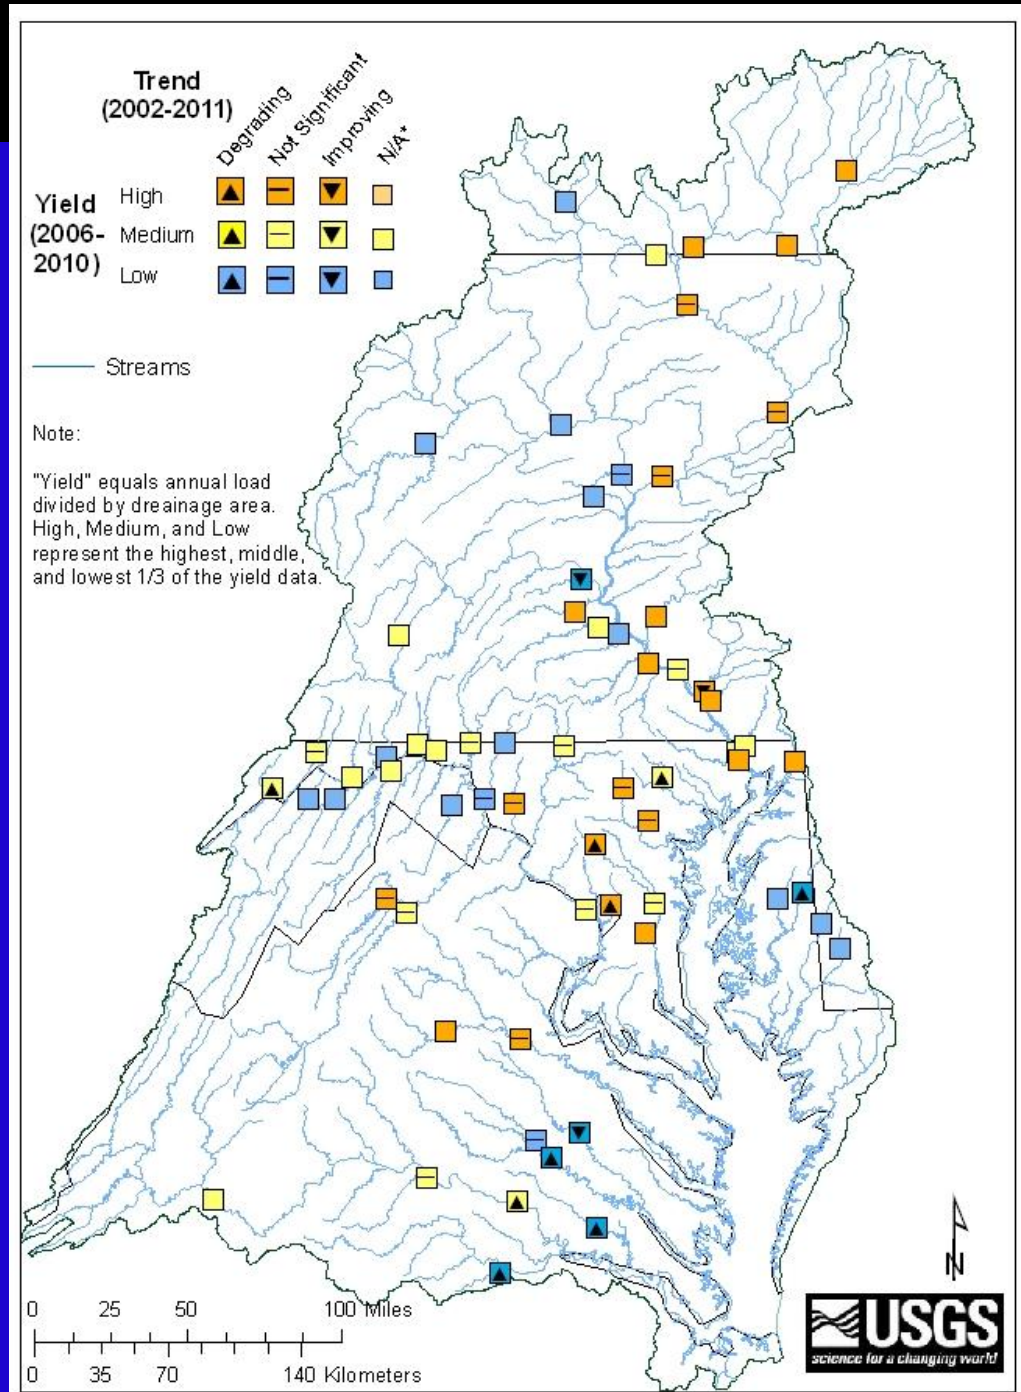 Trend
(2002-2011)
Degrading
Not Significant
Improving
N/A*
Yield
(2006-
2010)
High
Medium
Low
Streams
Note:
"Yield" equals annual load
divided by dreainage area.
High, Medium, and Low
represent the highest, middle,
and lowest 1/3 of the yield data.
N
0 25 50 100 Miles
0 35 70 140 Kilometers
USGS
science for a changing world